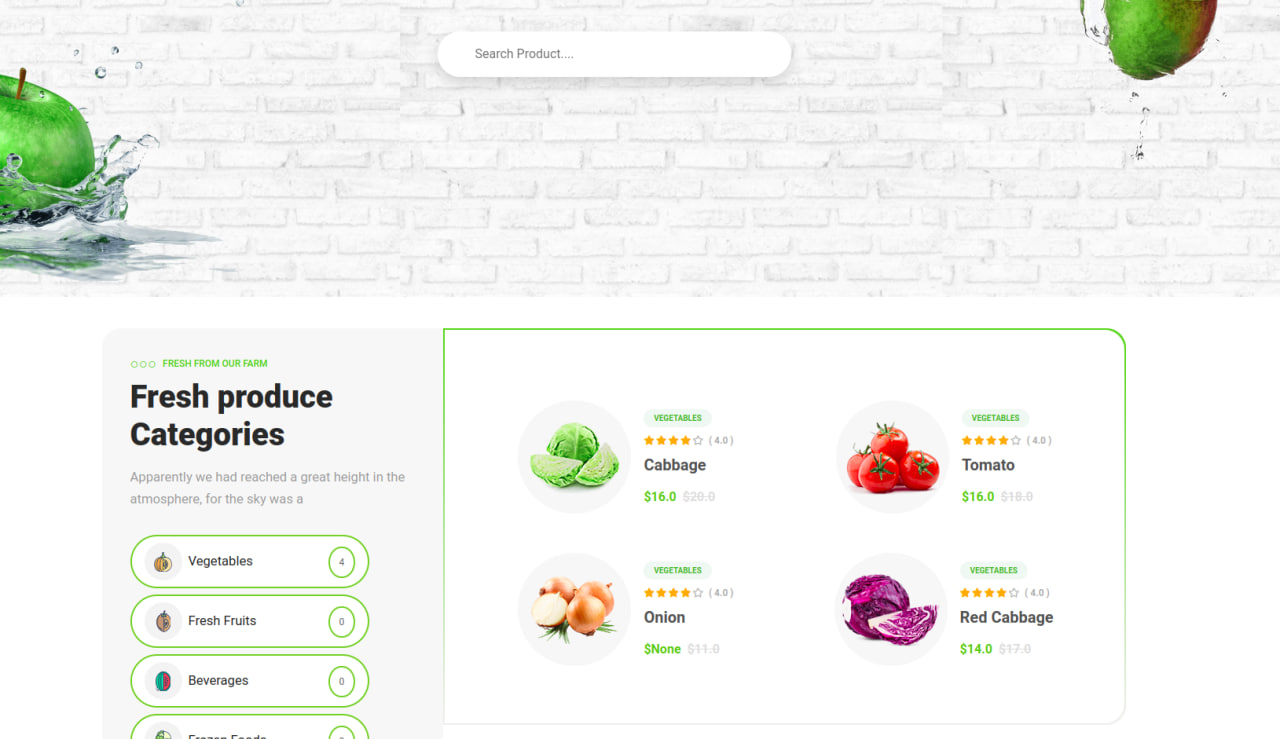 Search Product....
FRESH FROM OUR FARM
Fresh produce
Categories
Apparently we had reached a great height in the
atmosphere, for the sky was a
Vegetables 4
Fresh Fruits 0
Beverages 0
Frozen Foods
VEGETABLES
( 4.0 )
Cabbage
$16.0 $20.0
VEGETABLES
( 4.0 )
Tomato
$16.0 $18.0
VEGETABLES
( 4.0 )
Onion
$None $11.0
VEGETABLES
( 4.0 )
Red Cabbage
$14.0 $17.0